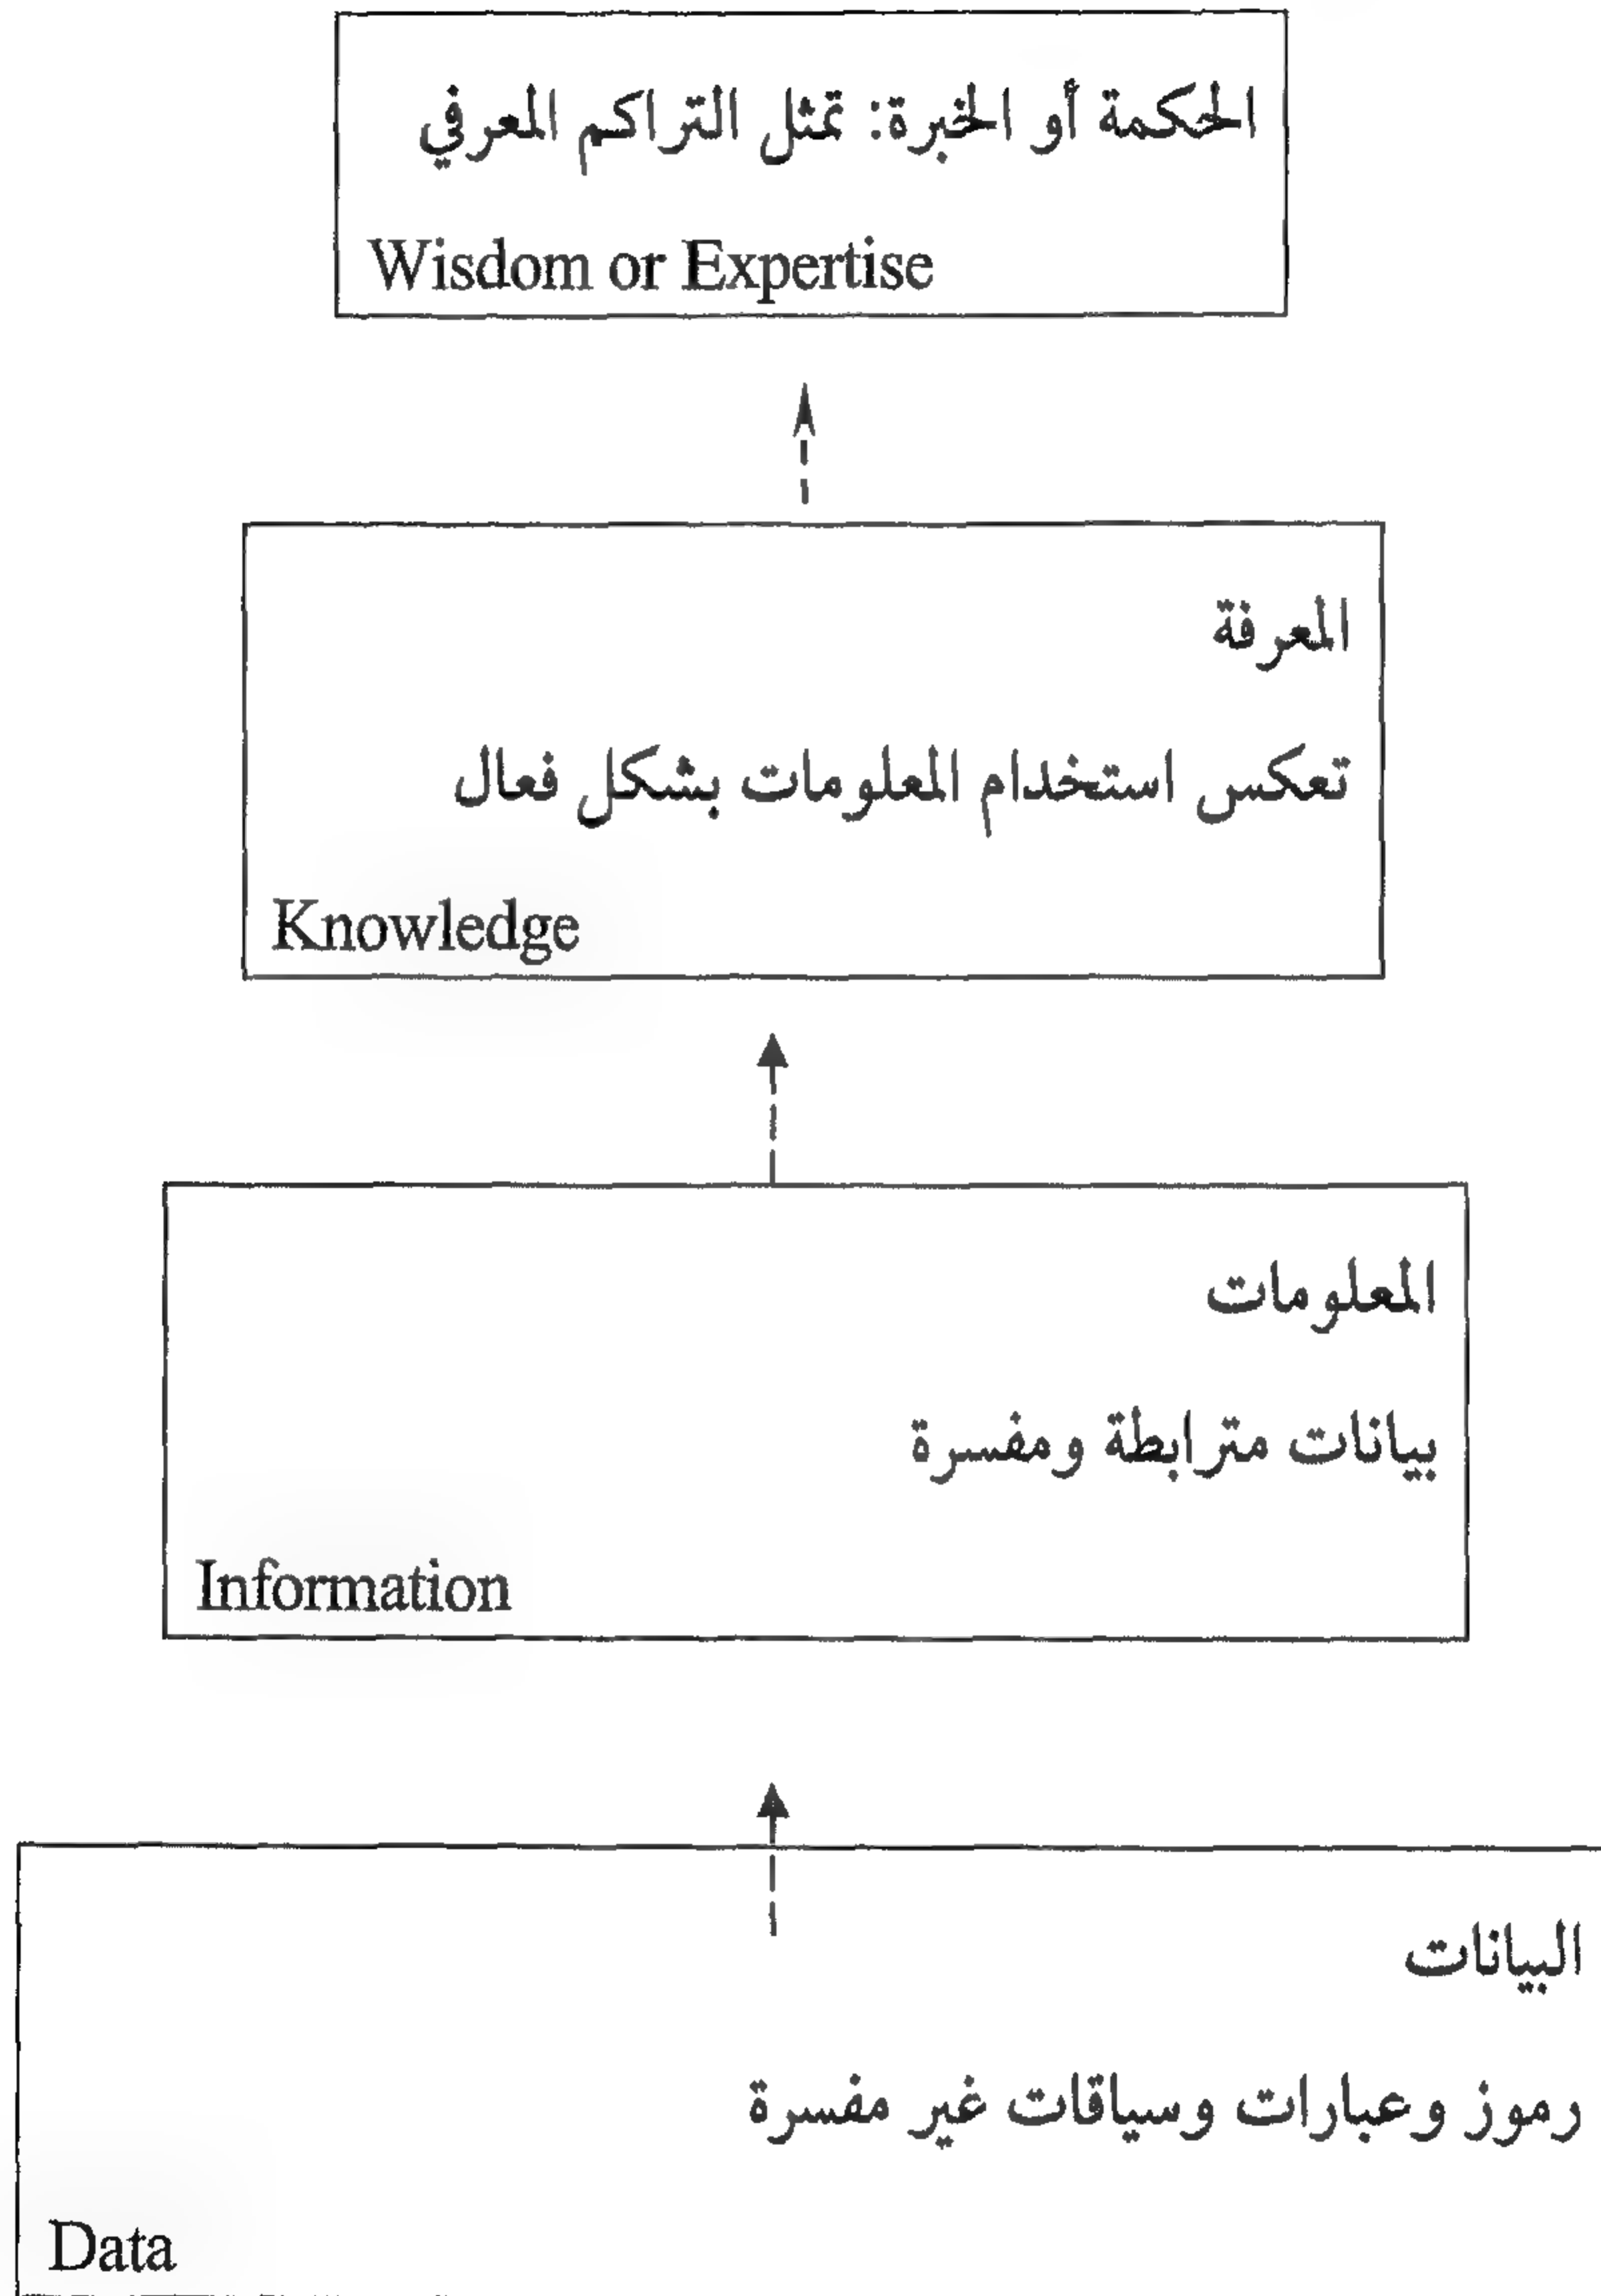 الحكمة أو الخبرة: تمثل التراكم المعرفي
Wisdom or Expertise
المعرفة
تعكس استخدام المعلومات بشكل فعال
Knowledge
المعلومات
بيانات مترابطة ومفسرة
Information
البيانات
رموز وعبارات وسياقات غير مفسرة
Data